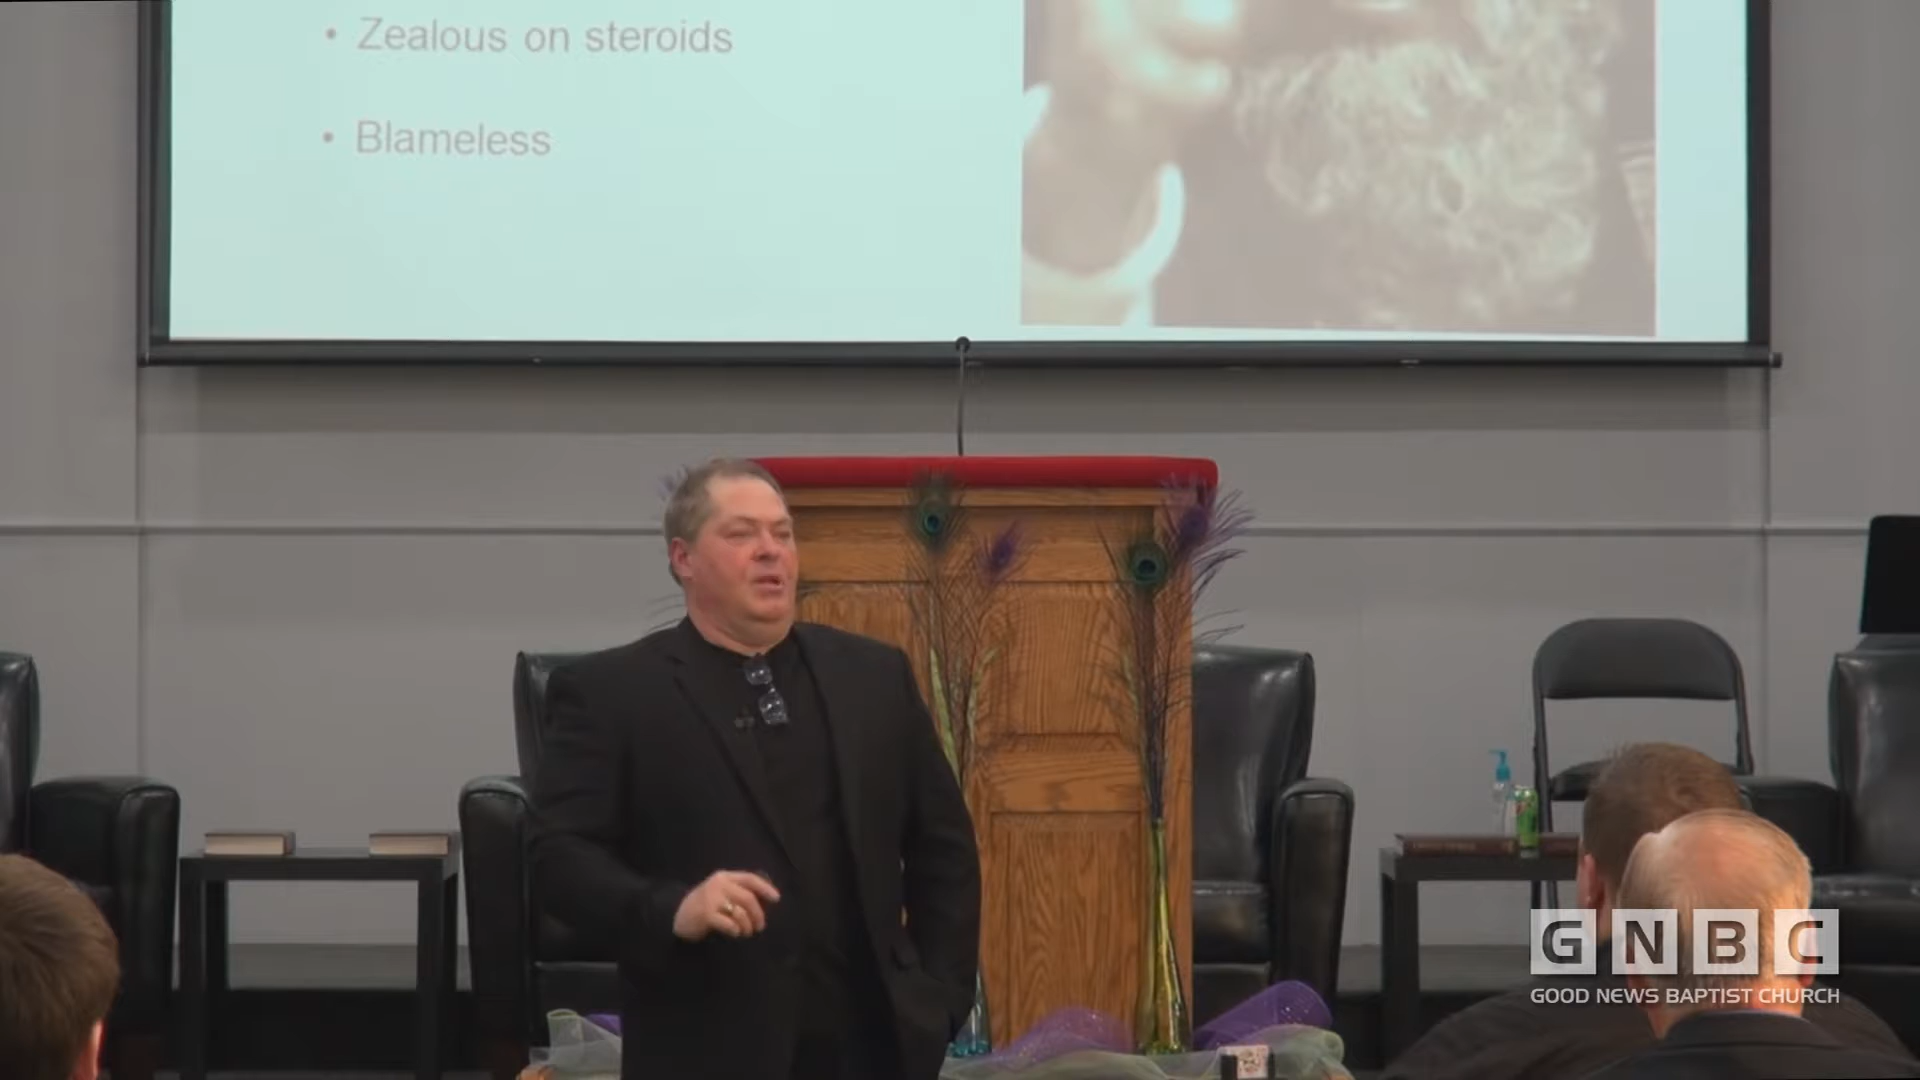 • Zealous on steroids
• Blameless
GNBC
GOOD NEWS BAPTIST CHURCH